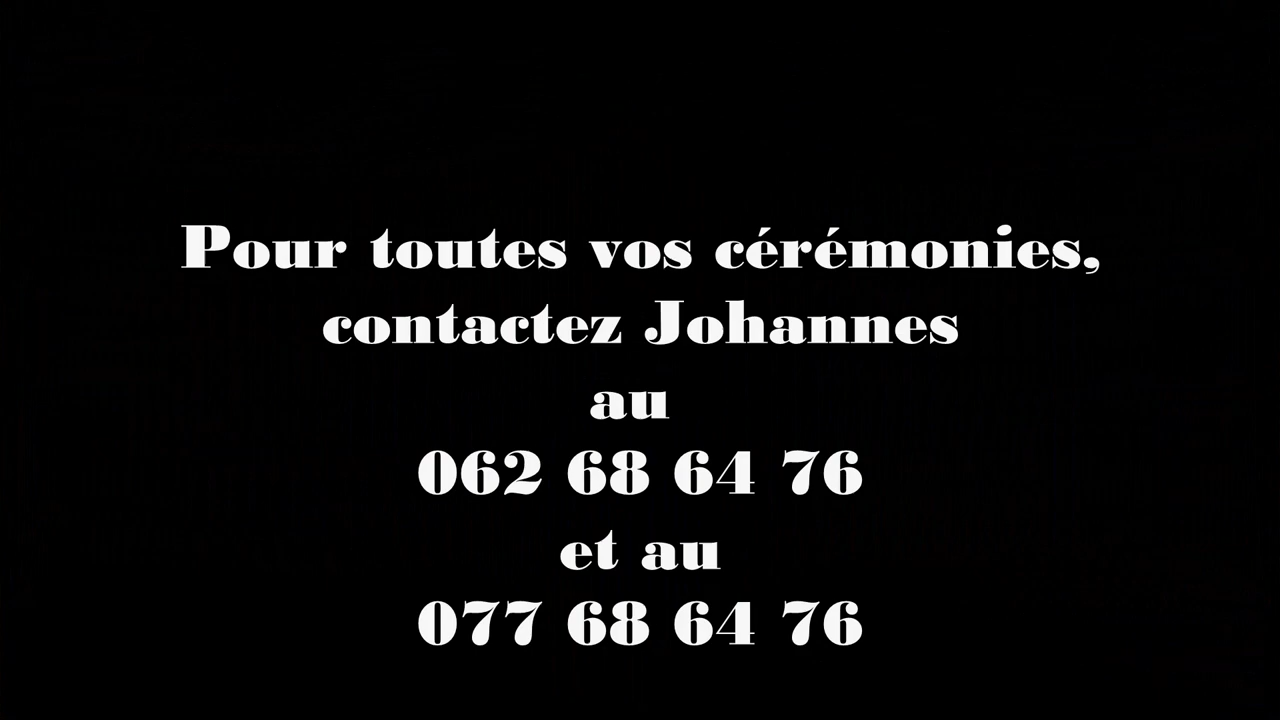 Pour toutes vos cérémonies,
contactez Johannes
au
062 68 64 76
et au
077 68 64 76